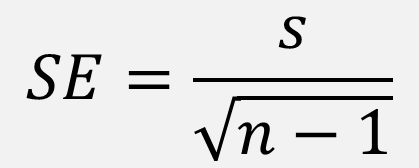 SE = s / √(n − 1)